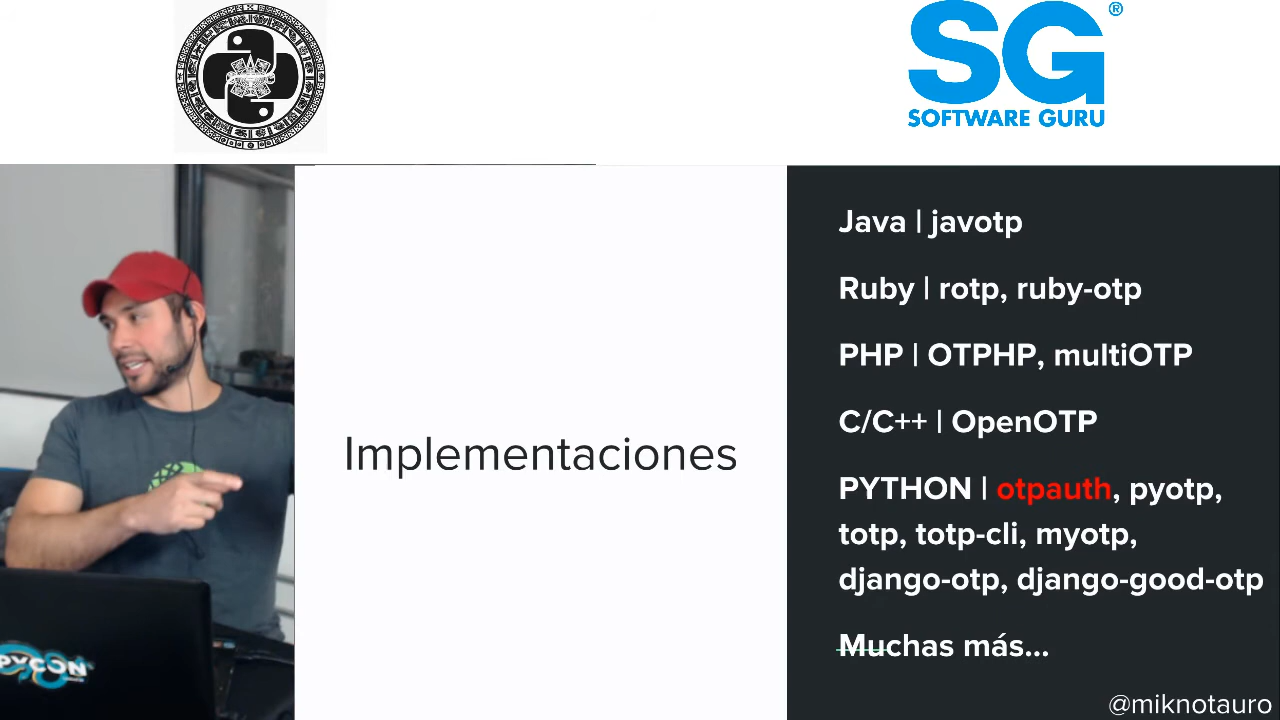 SG®
SOFTWARE GURU
Java | javotp
Ruby | rotp, ruby-otp
PHP | OTPHP, multiOTP
C/C++ | OpenOTP
Implementaciones
PYTHON | otpauth, pyotp,
totp, totp-cli, myotp,
django-otp, django-good-otp
Muchas más...
PYCON
@miknotauro